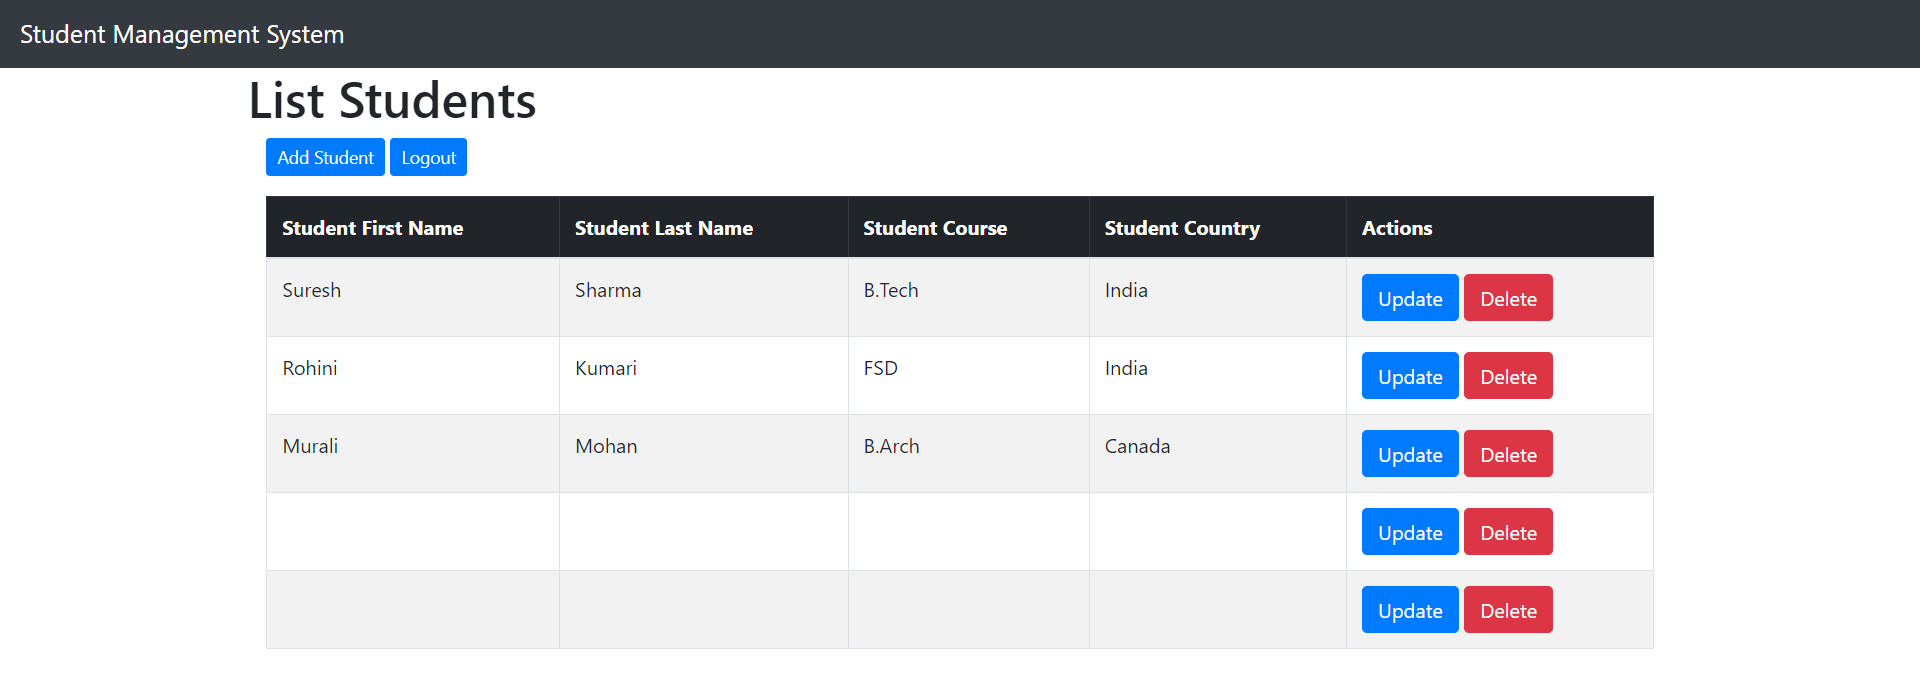 Student Management System
List Students
Add Student Logout
Student First Name Student Last Name Student Course Student Country Actions
Suresh Sharma B.Tech India Update Delete
Rohini Kumari FSD India Update Delete
Murali Mohan B.Arch Canada Update Delete
Update Delete
Update Delete